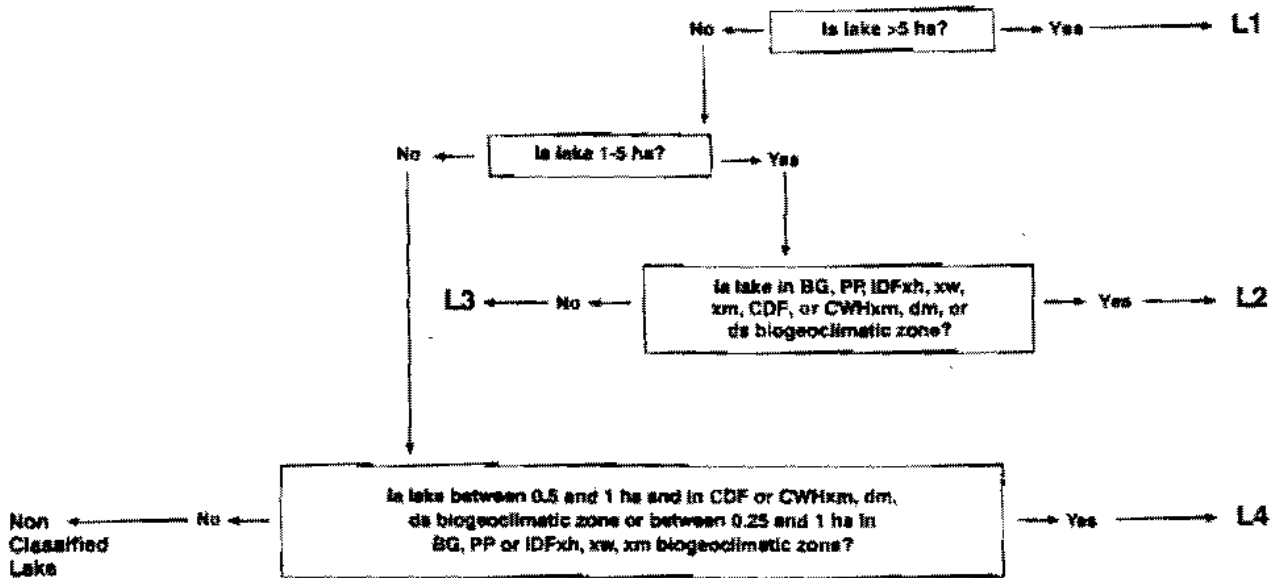 No
Is lake >5 ha?
Yes
L1
No
Is lake 1-5 ha?
Yes
L3
No
Is lake in BG, PP, IDFxh, xw,
xm, CDF, or CWHxm, dm, or
ds biogeoclimatic zone?
Yes
L2
Non
Classified
Lake
No
Is lake between 0.5 and 1 ha and in CDF or CWHxm, dm,
ds biogeoclimatic zone or between 0.25 and 1 ha in
BG, PP or IDFxh, xw, xm biogeoclimatic zone?
Yes
L4